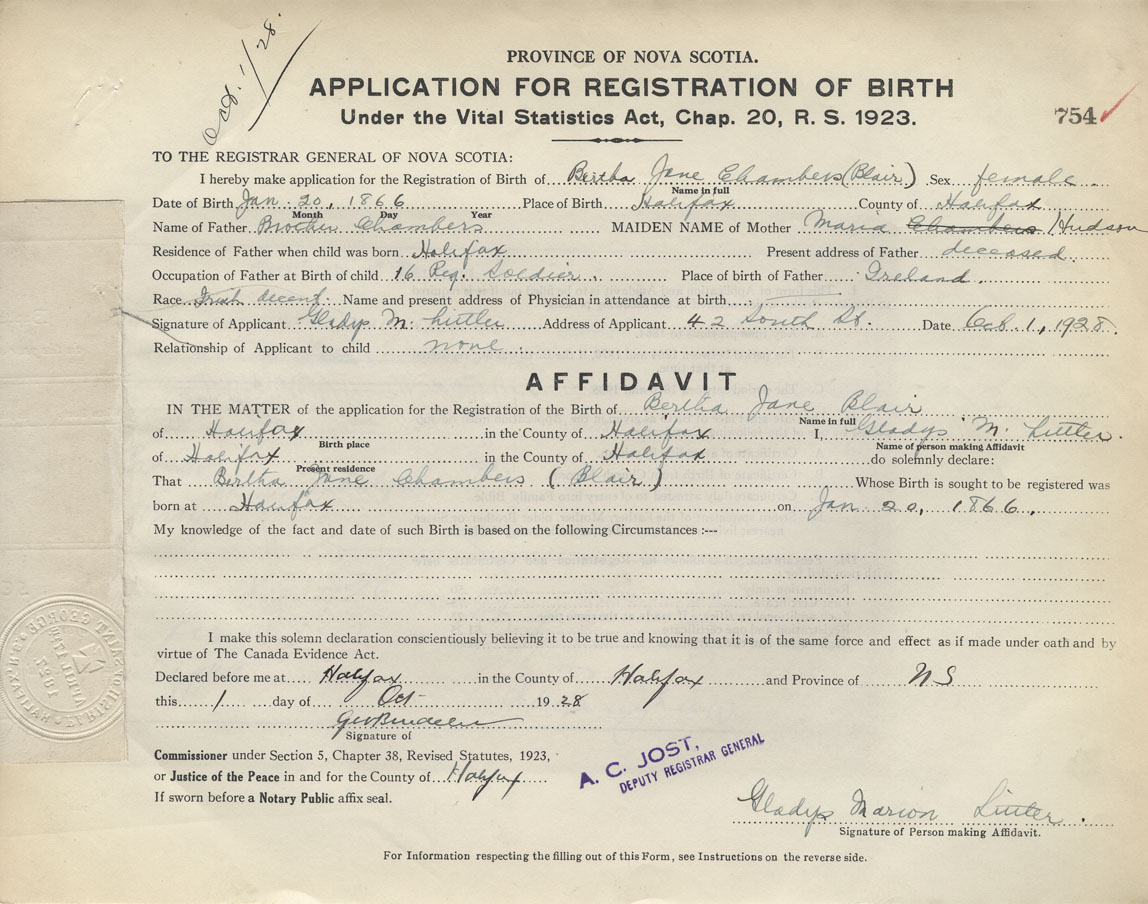 Oct. 1/28.
PROVINCE OF NOVA SCOTIA.
APPLICATION FOR REGISTRATION OF BIRTH
Under the Vital Statistics Act, Chap. 20, R. S. 1923.
754
TO THE REGISTRAR GENERAL OF NOVA SCOTIA:
I hereby make application for the Registration of Birth of Bertha Jane Chambers (Blair) Sex female
Name in full
Date of Birth Jan. 20, 1866 Place of Birth Halifax County of Halifax
Month Day Year
Name of Father Brother Chambers MAIDEN NAME of Mother Maria Chambers / Hudson
Residence of Father when child was born Halifax Present address of Father deceased
Occupation of Father at Birth of child 16 Reg. Soldier Place of birth of Father Ireland
Race Irish decent Name and present address of Physician in attendance at birth
Signature of Applicant Gladys M. Littler Address of Applicant 42 South St. Date Oct. 1, 1928.
Relationship of Applicant to child none
AFFIDAVIT
IN THE MATTER of the application for the Registration of the Birth of Bertha Jane Blair
Name in full
of Halifax in the County of Halifax I, Gladys M. Littler
Birth place Name of person making Affidavit
of Halifax in the County of Halifax do solemnly declare:
Present residence
That Bertha Jane Chambers (Blair) Whose Birth is sought to be registered was
born at Halifax on Jan 20, 1866.
My knowledge of the fact and date of such Birth is based on the following Circumstances :---
I make this solemn declaration conscientiously believing it to be true and knowing that it is of the same force and effect as if made under oath and by
virtue of The Canada Evidence Act.
Declared before me at Halifax in the County of Halifax and Province of NS
this 1 day of Oct 1928
Signature of
Commissioner under Section 5, Chapter 38, Revised Statutes, 1923,
or Justice of the Peace in and for the County of Halifax
If sworn before a Notary Public affix seal.
A. C. JOST,
DEPUTY REGISTRAR GENERAL
Gladys Marion Littler.
Signature of Person making Affidavit.
For Information respecting the filling out of this Form, see Instructions on the reverse side.